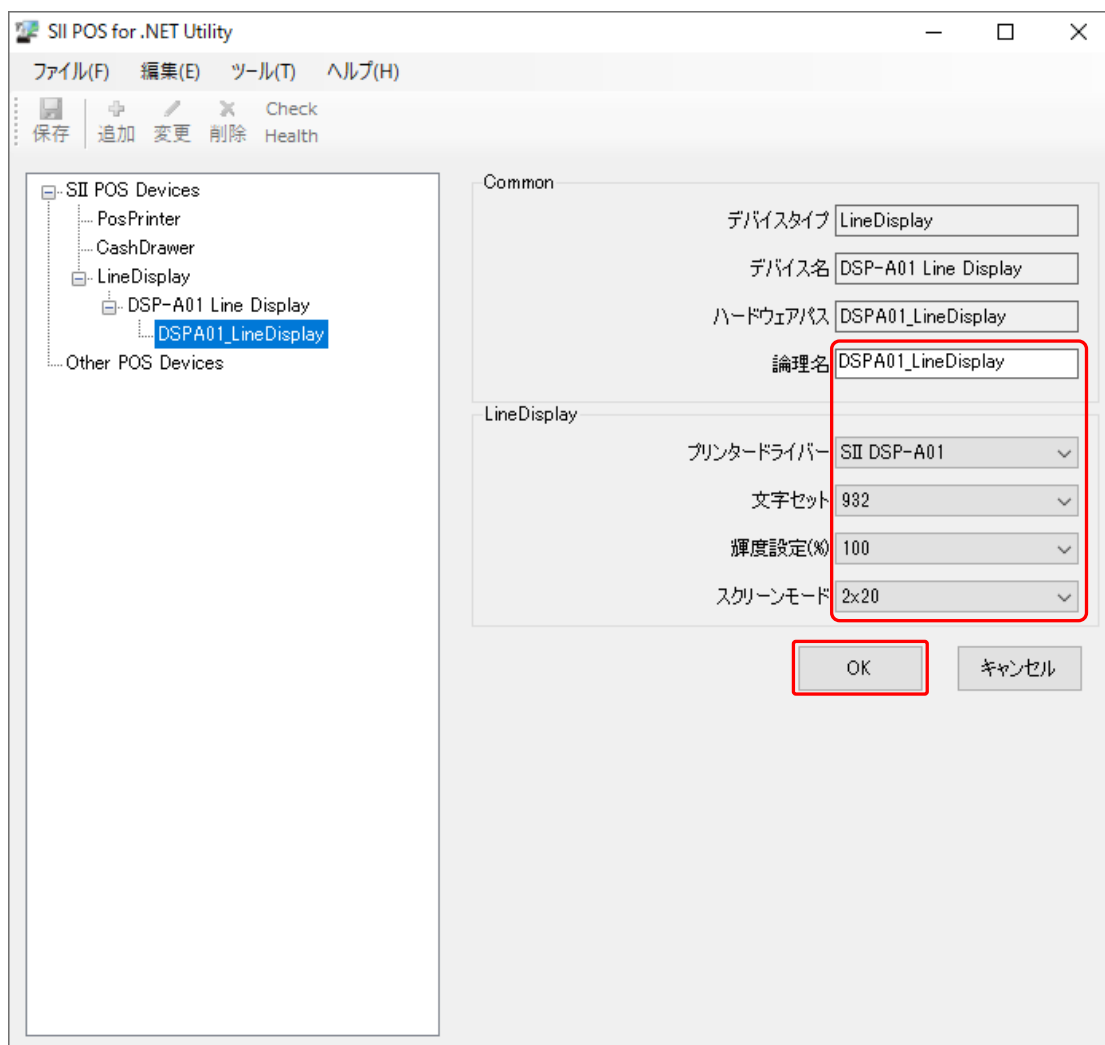 SII POS for .NET Utility
ファイル(F) 編集(E) ツール(T) ヘルプ(H)
保存 追加 変更 削除 Check Health
SII POS Devices
PosPrinter
CashDrawer
LineDisplay
DSP-A01 Line Display
DSPA01_LineDisplay
Other POS Devices
Common
デバイスタイプ LineDisplay
デバイス名 DSP-A01 Line Display
ハードウェアパス DSPA01_LineDisplay
論理名 DSPA01_LineDisplay
LineDisplay
プリンタードライバー SII DSP-A01
文字セット 932
輝度設定(%) 100
スクリーンモード 2x20
OK キャンセル